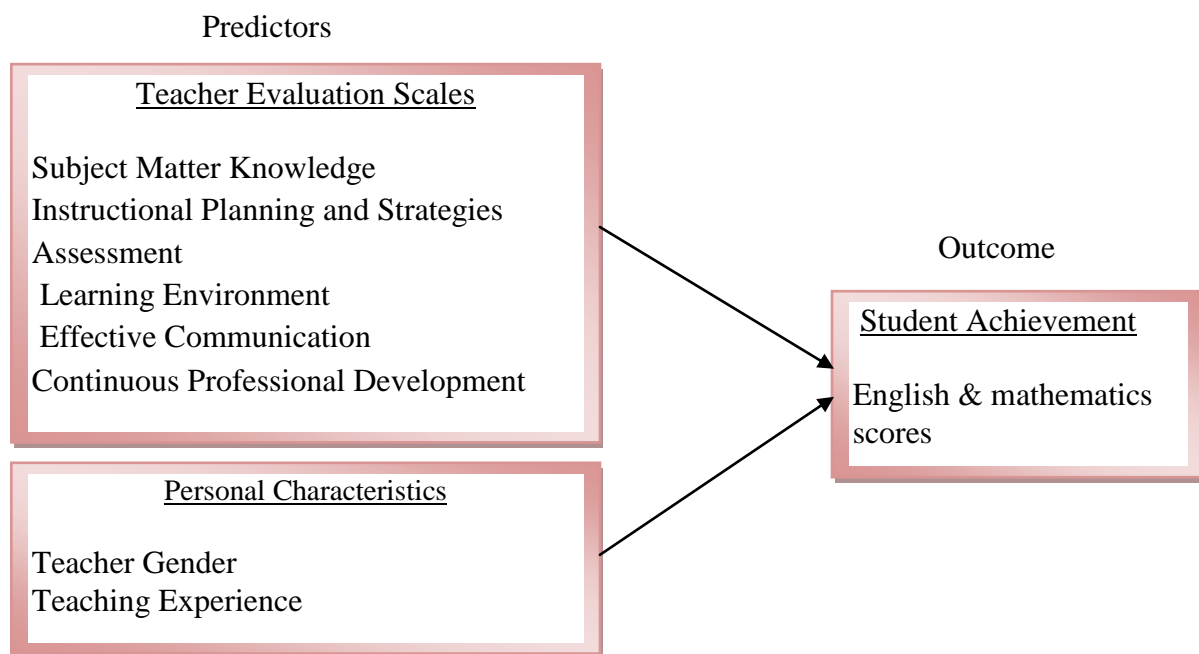 Predictors
Teacher Evaluation Scales
Subject Matter Knowledge
Instructional Planning and Strategies
Assessment
Learning Environment
Effective Communication
Continuous Professional Development
Personal Characteristics
Teacher Gender
Teaching Experience
Outcome
Student Achievement
English & mathematics
scores